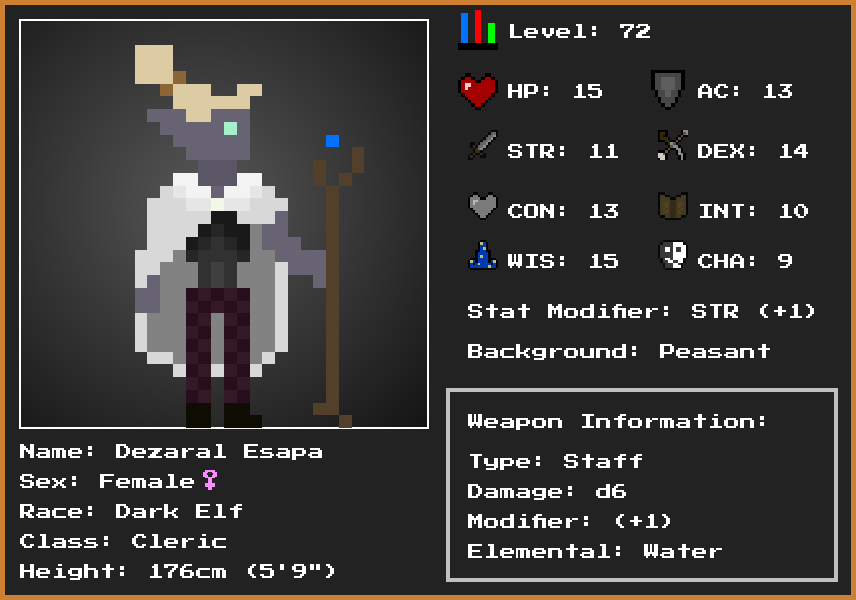 Level: 72
HP: 15 AC: 13
STR: 11 DEX: 14
CON: 13 INT: 10
WIS: 15 CHA: 9
Stat Modifier: STR (+1)
Background: Peasant
Weapon Information:
Type: Staff
Damage: d6
Modifier: (+1)
Elemental: Water
Name: Dezaral Esapa
Sex: Female♀
Race: Dark Elf
Class: Cleric
Height: 176cm (5'9")